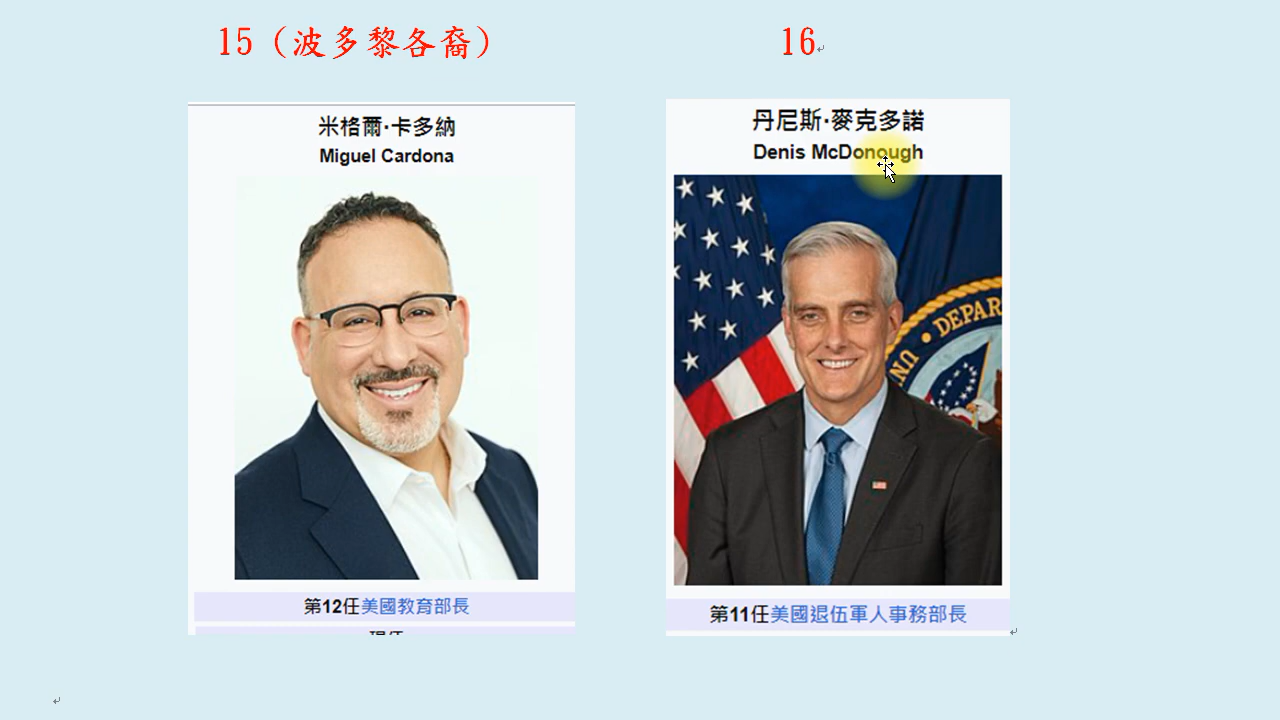 15（波多黎各裔）
16
米格爾·卡多納
Miguel Cardona
第12任美國教育部長
丹尼斯·麥克多諾
Denis McDonough
DEPAR
UN
第11任美國退伍軍人事務部長